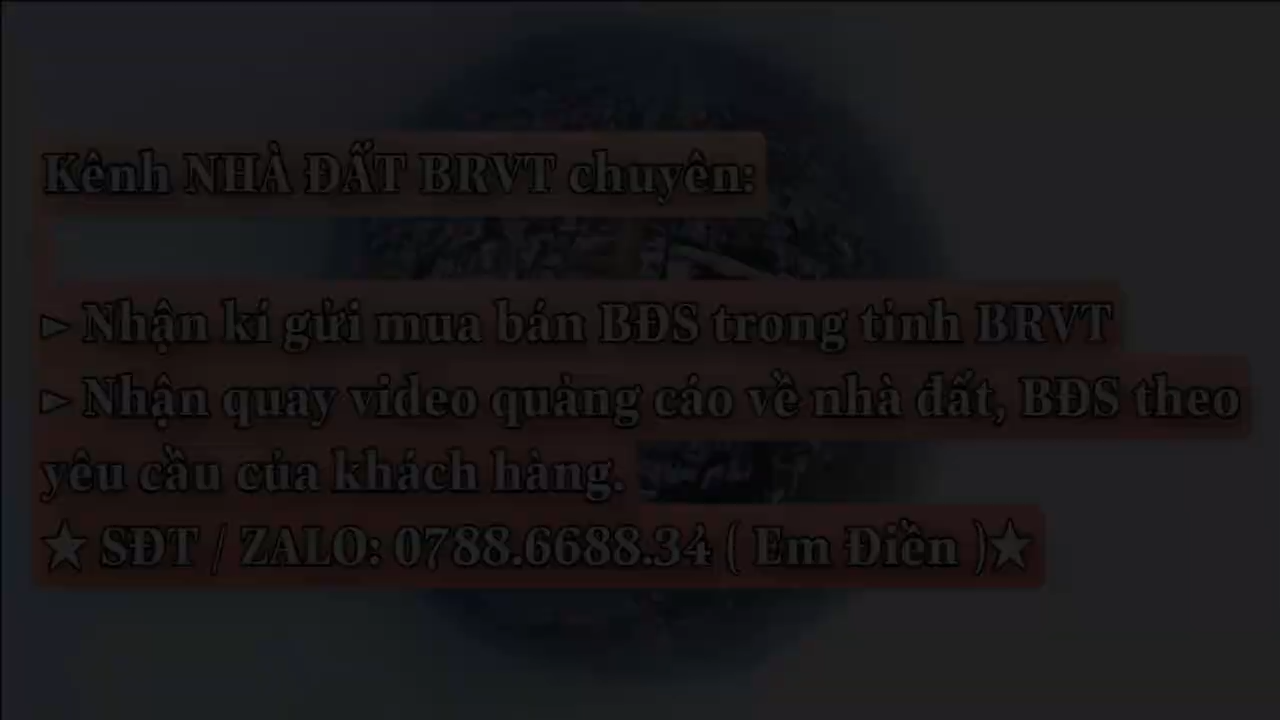 Kênh NHÀ ĐẤT BRVT chuyên:
► Nhận kí gửi mua bán BĐS trong tỉnh BRVT
► Nhận quay video quảng cáo về nhà đất, BĐS theo
yêu cầu của khách hàng.
★ SĐT / ZALO: 0788.6688.34 ( Em Điền )★